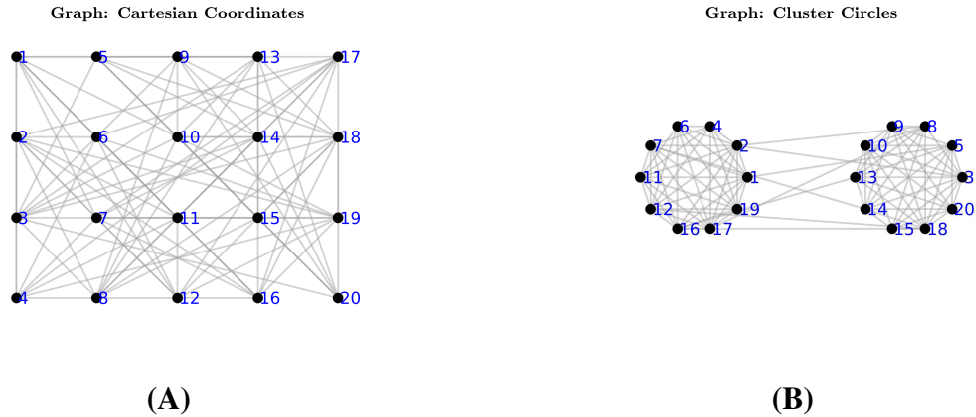 Graph: Cartesian Coordinates
1 5 9 13 17
2 6 10 14 18
3 7 11 15 19
4 8 12 16 20
(A)
Graph: Cluster Circles
6 4 9 8
7 2 10 5
11 1 13 3
12 19 14 20
16 17 15 18
(B)